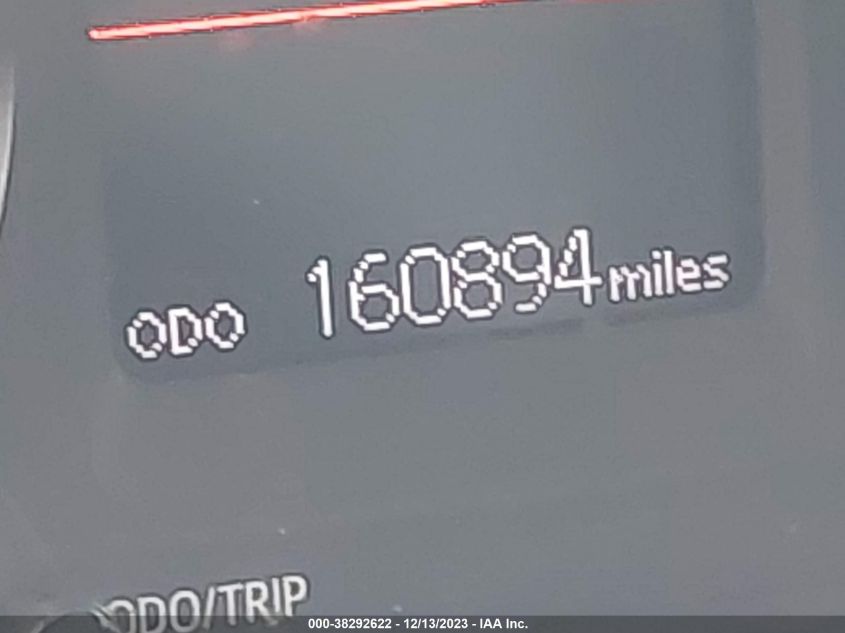 ODO 160894 miles
ODO/TRIP
000-38292622 - 12/13/2023 - IAA Inc.